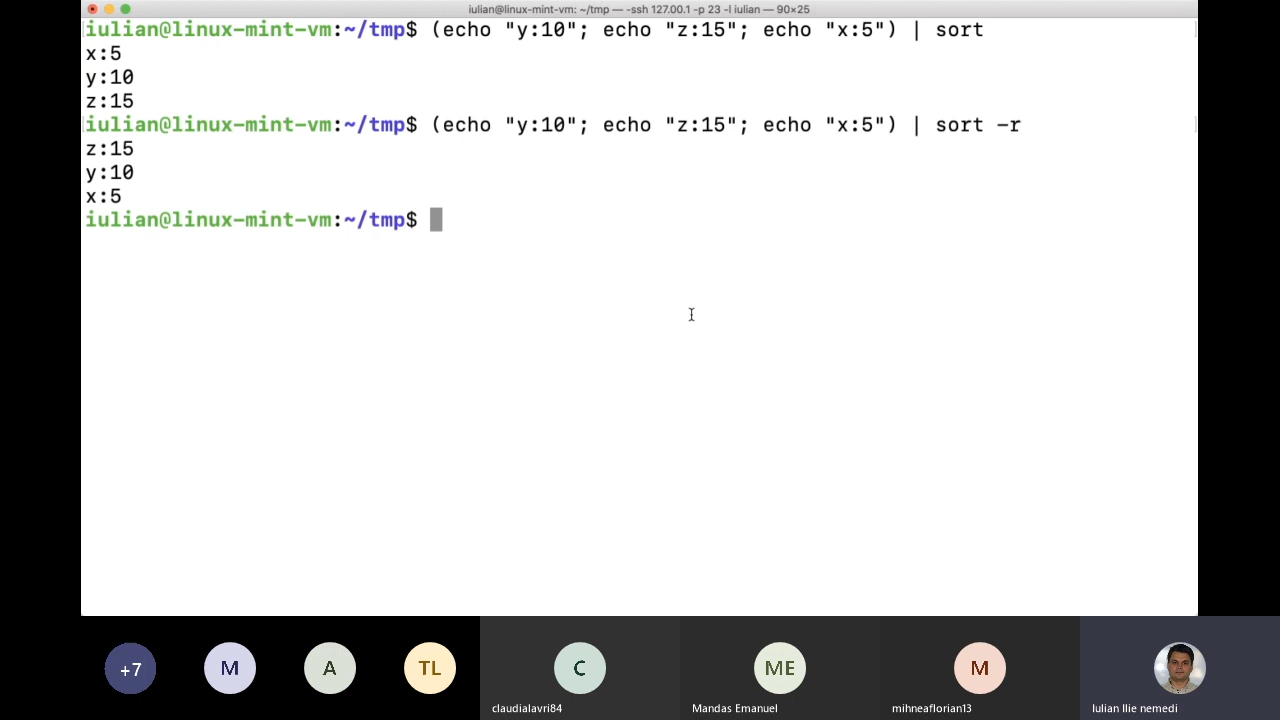 iulian@linux-mint-vm: ~/tmp — -ssh 127.00.1 -p 23 -l iulian — 90×25
iulian@linux-mint-vm:~/tmp$ (echo "y:10"; echo "z:15"; echo "x:5") | sort
x:5
y:10
z:15
iulian@linux-mint-vm:~/tmp$ (echo "y:10"; echo "z:15"; echo "x:5") | sort -r
z:15
y:10
x:5
iulian@linux-mint-vm:~/tmp$
+7
M
A
TL
C
ME
M
claudialavri84
Mandas Emanuel
mihneaflorian13
Iulian Ilie nemedi